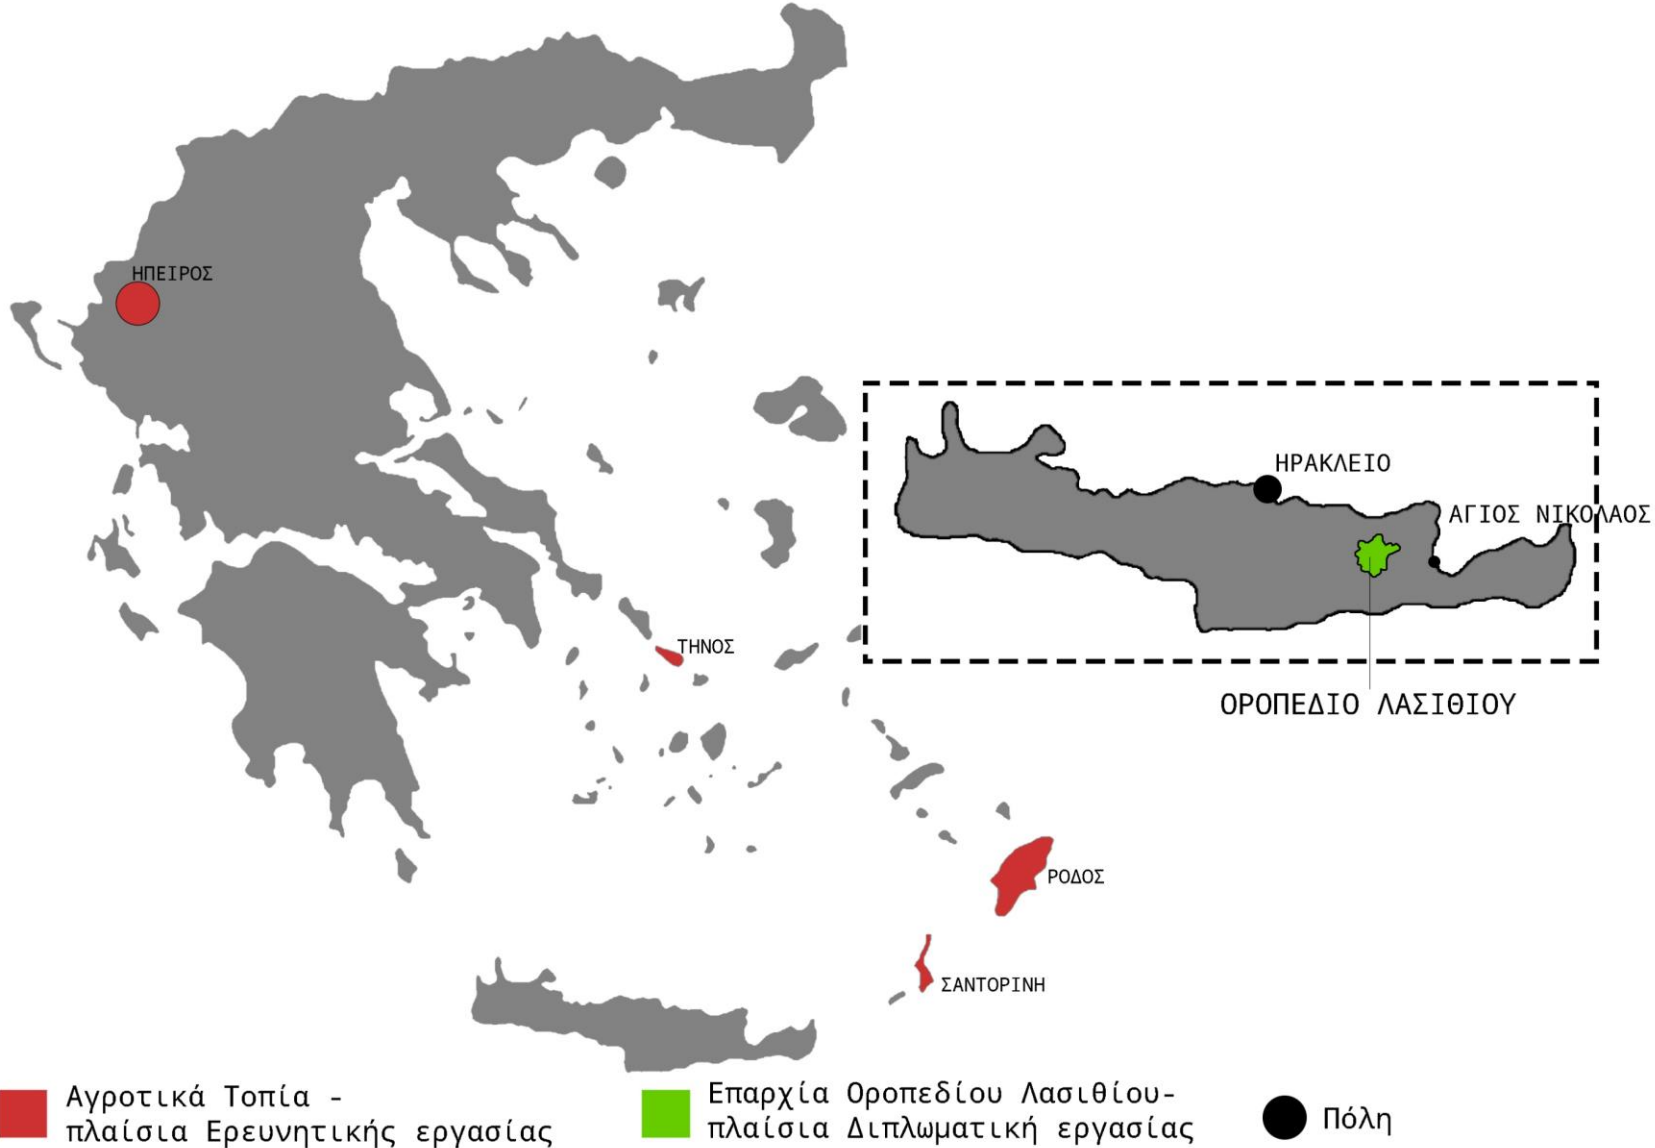 ΗΠΕΙΡΟΣ
ΗΡΑΚΛΕΙΟ
ΑΓΙΟΣ ΝΙΚΟΛΑΟΣ
ΤΗΝΟΣ
ΟΡΟΠΕΔΙΟ ΛΑΣΙΘΙΟΥ
ΡΟΔΟΣ
ΣΑΝΤΟΡΙΝΗ
Αγροτικά Τοπία -
πλαίσια Ερευνητικής εργασίας
Επαρχία Οροπεδίου Λασιθίου-
πλαίσια Διπλωματική εργασίας
Πόλη